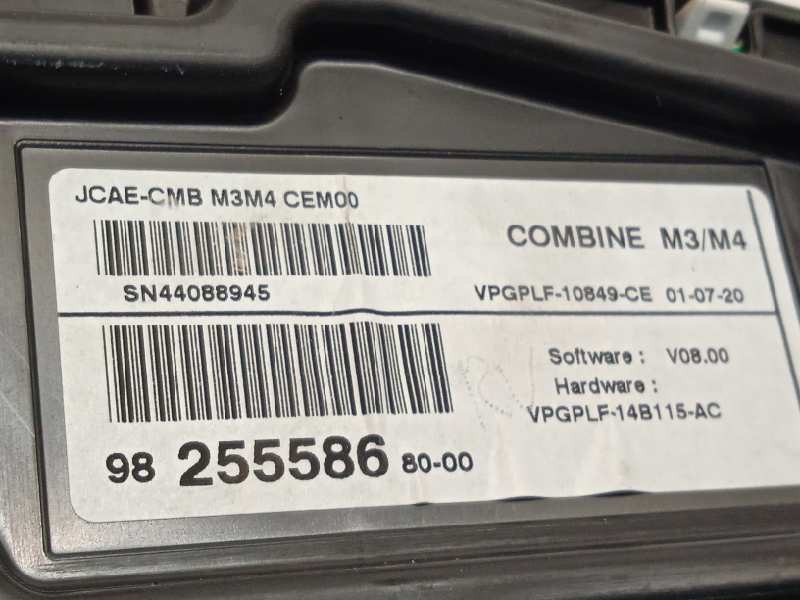 JCAE-CMB M3M4 CEM00
COMBINE M3/M4
SN44088945
VPGPLF-10849-CE 01-07-20
Software : V08.00
Hardware :
VPGPLF-14B115-AC
98 255586 80-00